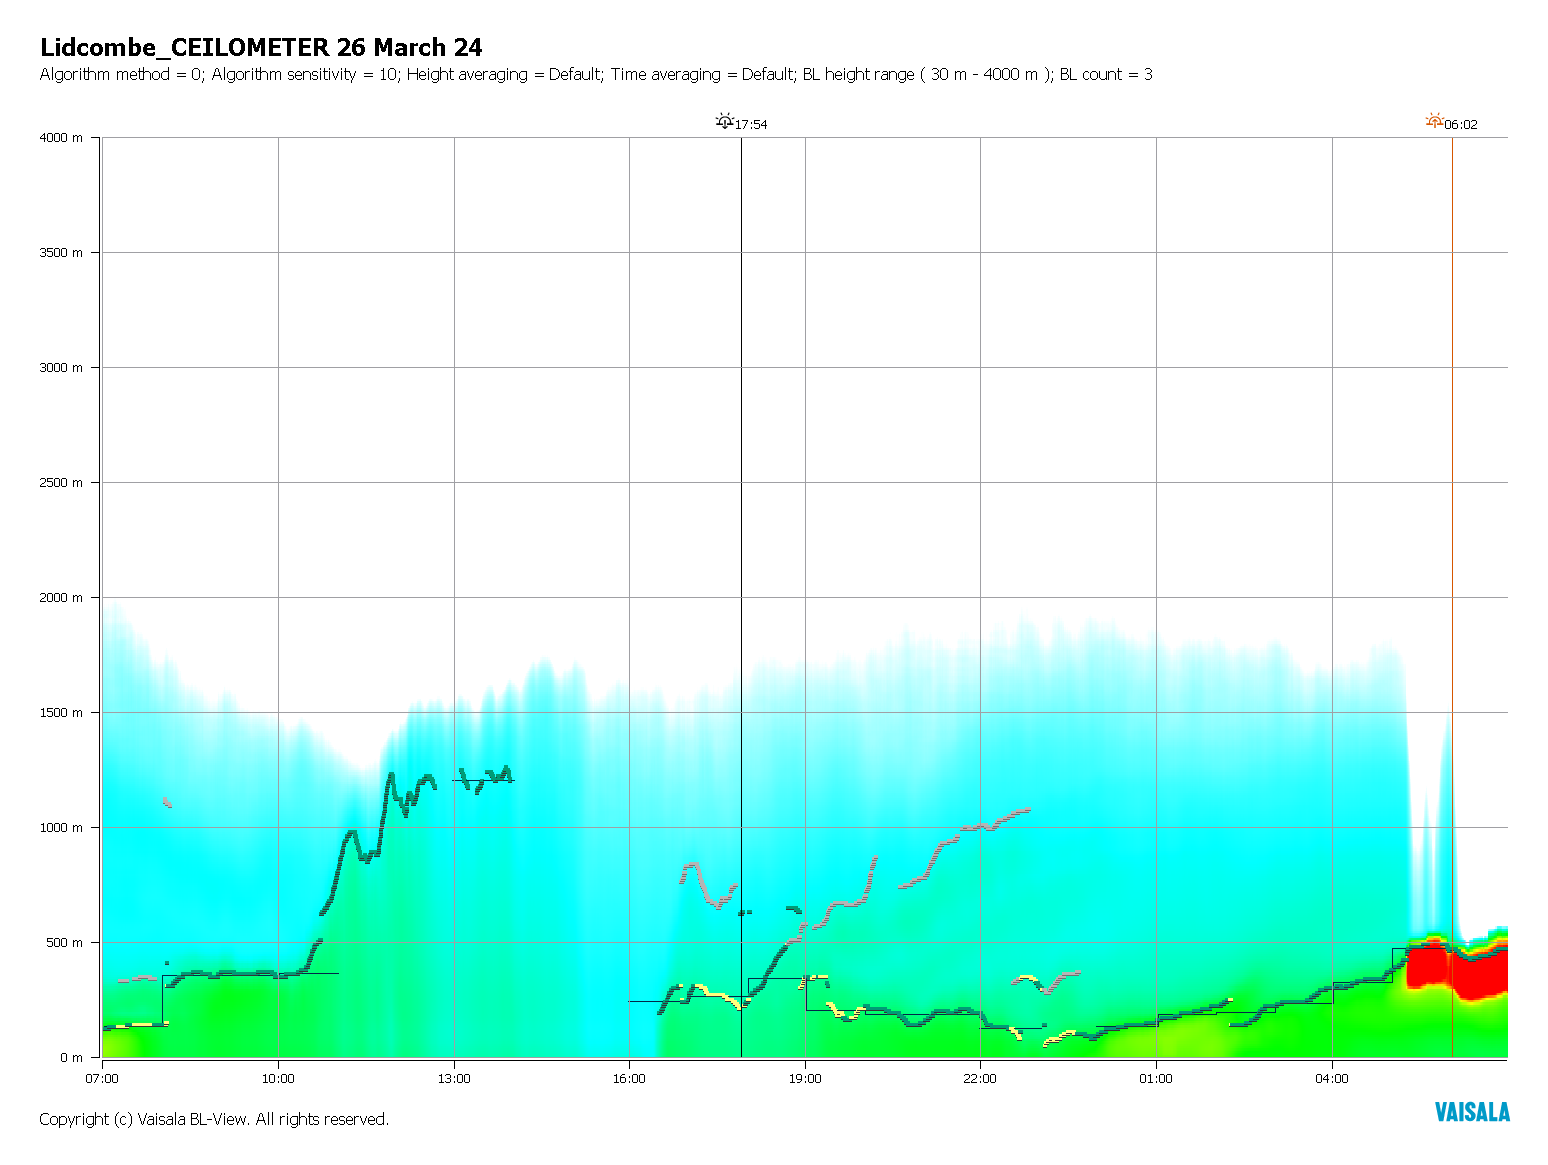 Lidcombe_CEILOMETER 26 March 24
Algorithm method = 0; Algorithm sensitivity = 10; Height averaging = Default; Time averaging = Default; BL height range ( 30 m - 4000 m ); BL count = 3
17:54
06:02
4000 m
3500 m
3000 m
2500 m
2000 m
1500 m
1000 m
500 m
0 m
07:00
10:00
13:00
16:00
19:00
22:00
01:00
04:00
Copyright (c) Vaisala BL-View. All rights reserved.
VAISALA